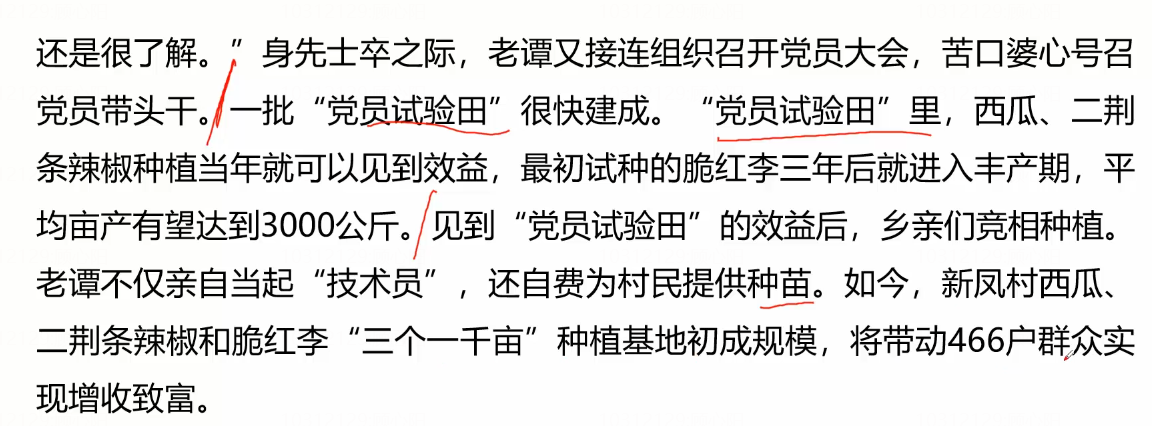 还是很了解。”身先士卒之际，老谭又接连组织召开党员大会，苦口婆心号召
党员带头干。一批“党员试验田”很快建成。“党员试验田”里，西瓜、二荆
条辣椒种植当年就可以见到效益，最初试种的脆红李三年后就进入丰产期，平
均亩产有望达到3000公斤。见到“党员试验田”的效益后，乡亲们竞相种植。
老谭不仅亲自当起“技术员”，还自费为村民提供种苗。如今，新凤村西瓜、
二荆条辣椒和脆红李“三个一千亩”种植基地初成规模，将带动466户群众实
现增收致富。